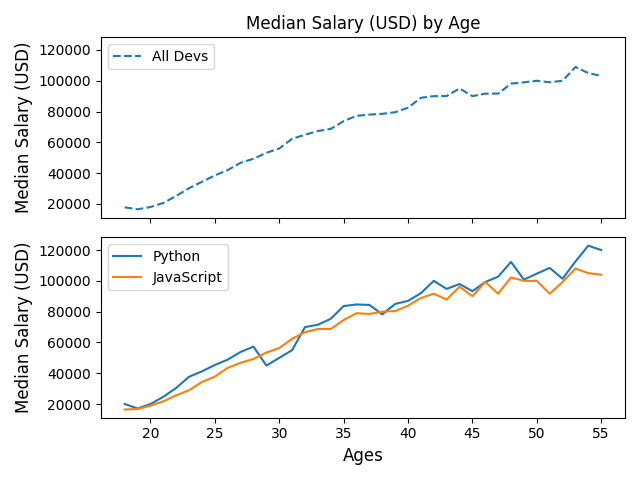 Median Salary (USD) by Age
Median Salary (USD)
120000
100000
80000
60000
40000
20000
All Devs
Median Salary (USD)
120000
100000
80000
60000
40000
20000
Python
JavaScript
20 25 30 35 40 45 50 55
Ages